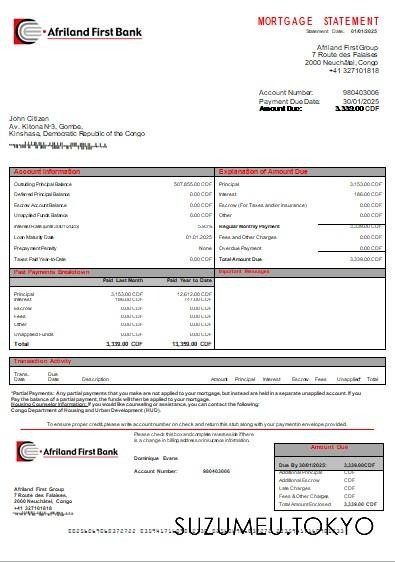 Afriland First Bank
MORTGAGE STATEMENT
Statement Date: 01/01/2025
Afriland First Group
7 Route des Falaises
2000 Neuchâtel, Congo
+41 327101818
Account Number: 980403006
Payment Due Date: 30/01/2025
Amount Due: 3,339.00 CDF
John Citizen
Av. Kitona №3, Gombe,
Kinshasa, Democratic Republic of the Congo
Account Information
Outstanding Principal Balance 507,855.00 CDF
Deferred Principal Balance 0.00 CDF
Escrow Account Balance 0.00 CDF
Unapplied Funds Balance 0.00 CDF
Loan Maturity Date 01.01.2025
Prepayment Penalty None
Taxes Paid Year-to-Date 0.00 CDF
Explanation of Amount Due
Principal 3,153.00 CDF
Interest 186.00 CDF
Escrow (For Taxes and/or Insurance) 0.00 CDF
Other 0.00 CDF
Regular Monthly Payment 3,339.00 CDF
Fees and Other Charges 0.00 CDF
Overdue Payment 0.00 CDF
Total Amount Due 3,339.00 CDF
Past Payments Breakdown
Paid Last Month Paid Year to Date
Principal 3,153.00 CDF 12,612.00 CDF
Interest 186.00 CDF 747.00 CDF
Escrow 0.00 CDF 0.00 CDF
Fees 0.00 CDF 0.00 CDF
Other 0.00 CDF 0.00 CDF
Unapplied Funds 0.00 CDF 0.00 CDF
Total 3,339.00 CDF 13,359.00 CDF
Important Messages
Transaction Activity
Trans. Date Due Date Description Amount Principal Interest Escrow Fees Unapplied* Total
*Partial Payments: Any partial payments that you make are not applied to your mortgage, but instead are held in a separate unapplied account. If you
Pay the balance of a partial payment, the funds will then be applied to your mortgage.
Housing Counselor Information: If you would like counseling or assistance, you can contact the following:
Congo Department of Housing and Urban Development (HUD).
To ensure proper credit please write account number on check and return this stub along with your payment in envelope provided.
Afriland First Bank
Please check this box and complete reverse side if there
is a change in billing address or insurance information.
Dominique Evans
Account Number: 980403006
Afriland First Group
7 Route des Falaises,
2000 Neuchâtel, Congo
+41 327101818
Amount Due
Due By 30/01/2025: 3,339.00CDF
Additional Principal CDF
Additional Escrow CDF
Late Charges CDF
Fees & Other Charges CDF
Total Amount Enclosed 3,339.00 CDF
SUZUMEU.TOKYO